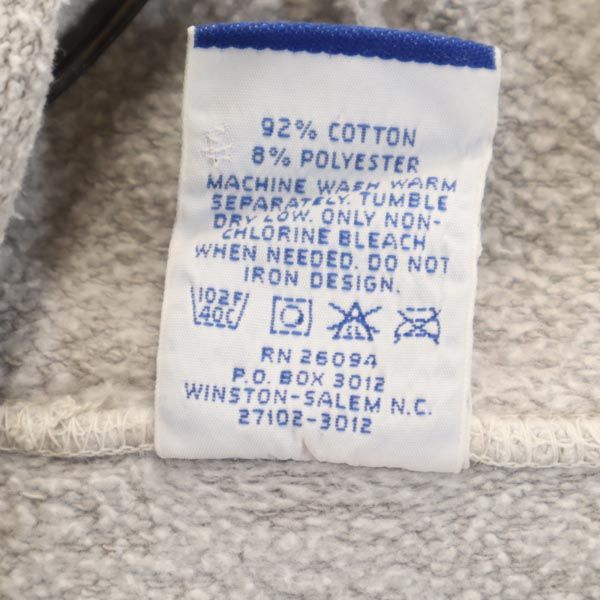 92% COTTON
8% POLYESTER
MACHINE WASH WARM
SEPARATELY. TUMBLE
DRY LOW. ONLY NON-
CHLORINE BLEACH
WHEN NEEDED. DO NOT
IRON DESIGN.
102F
40C CL
RN 26094
P.O. BOX 3012
WINSTON-SALEM N.C.
27102-3012